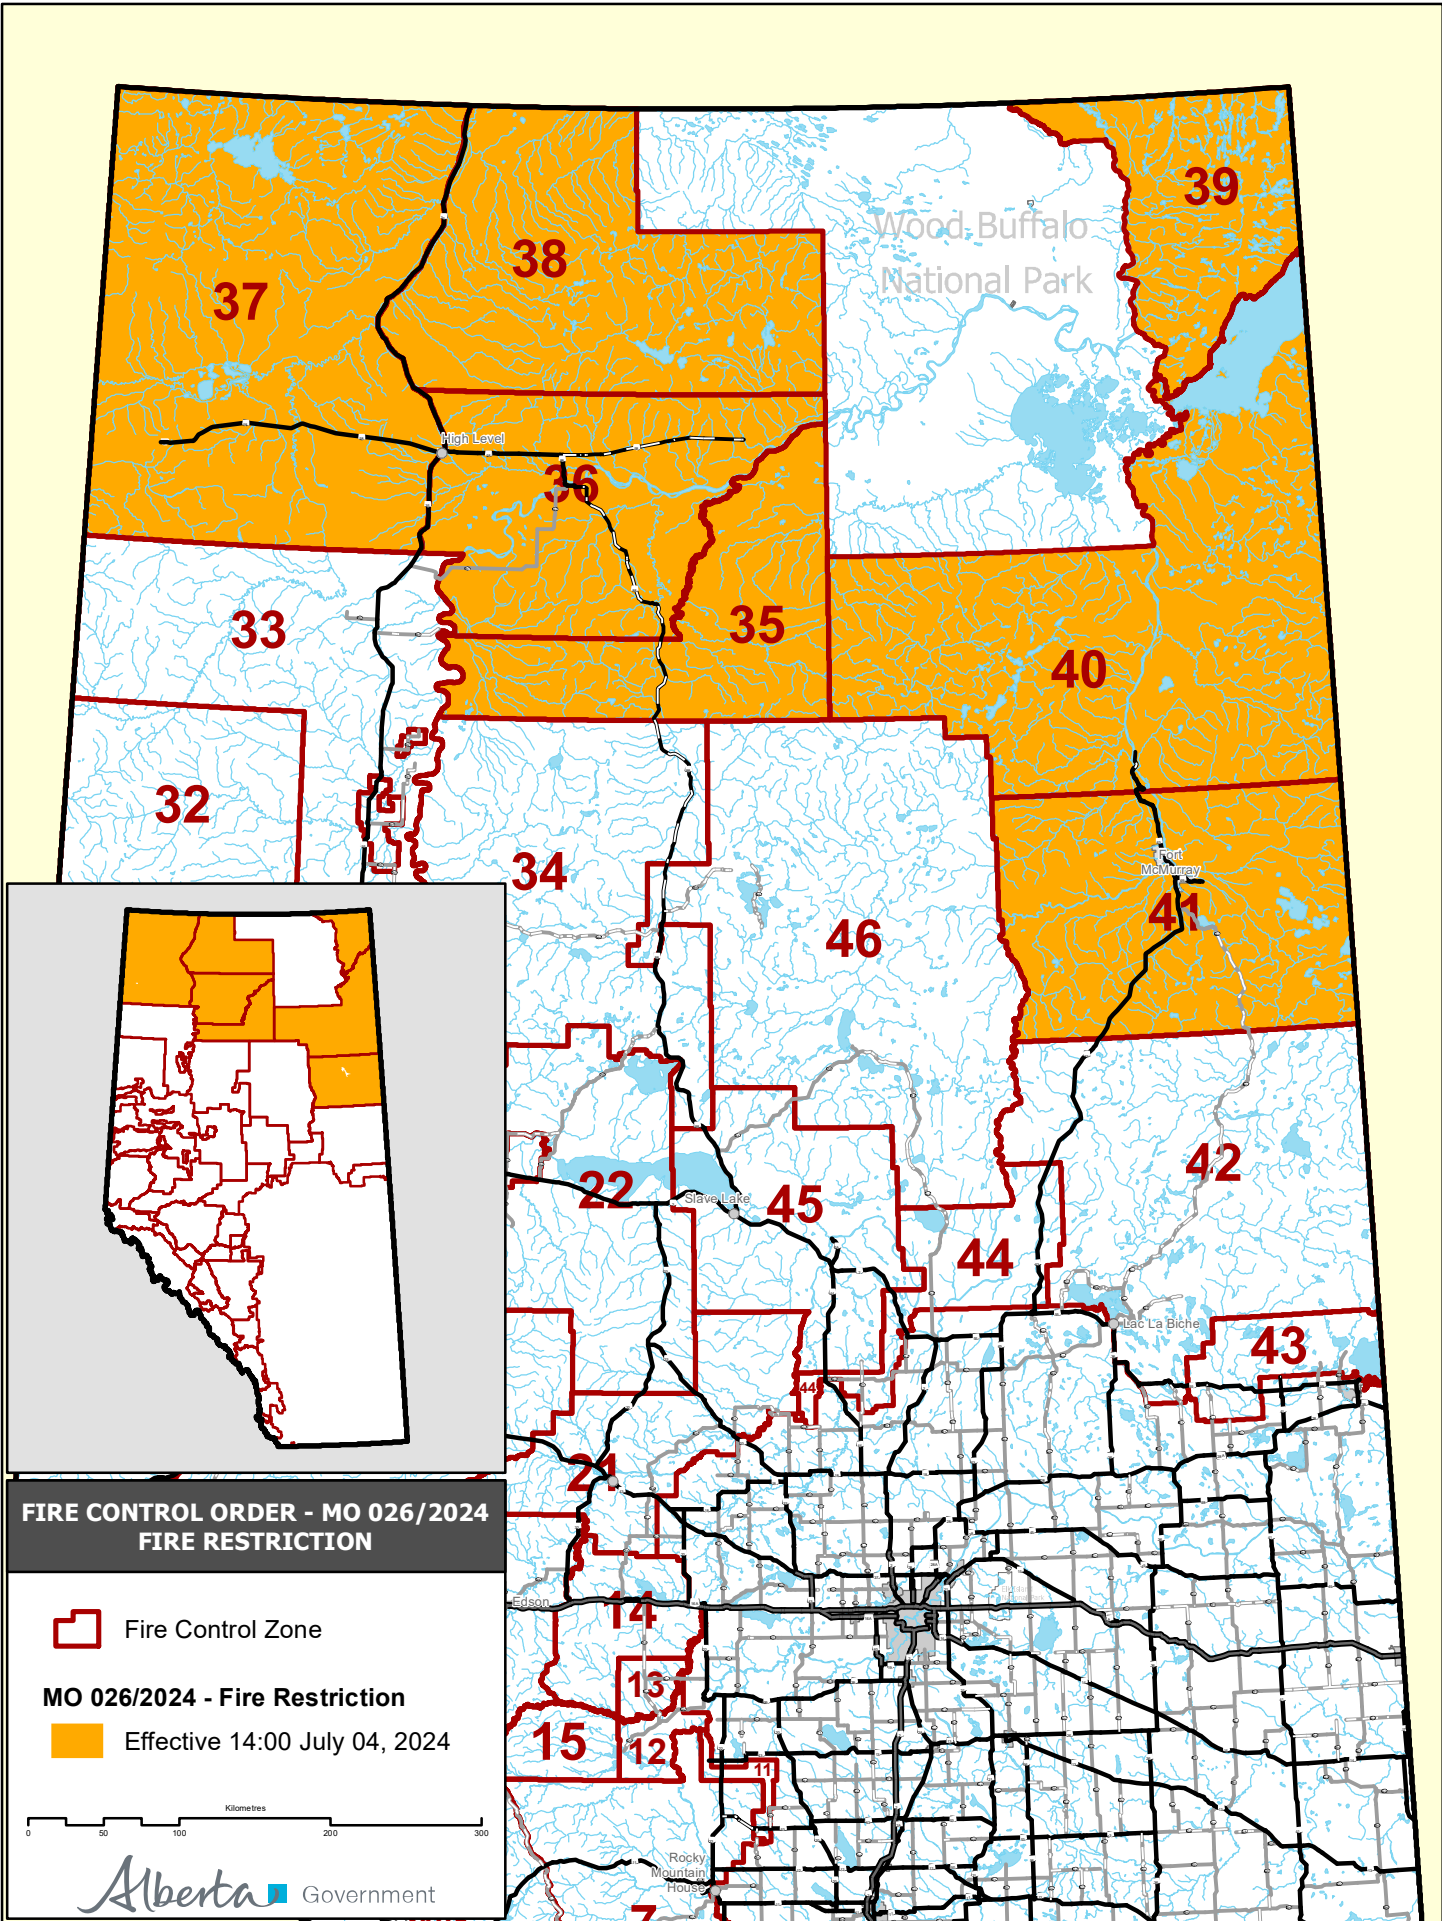 39
Wood Buffalo
National Park
38
37
High Level
36
35
33
40
32
34
Fort
McMurray
41
46
42
22
Slave Lake
45
44
Lac La Biche
43
44
21
FIRE CONTROL ORDER - MO 026/2024
FIRE RESTRICTION
Edson
14
Fire Control Zone
13
MO 026/2024 - Fire Restriction
Effective 14:00 July 04, 2024
15
12
11
Kilometres
0 50 100 200 300
Rocky
Mountain
House
Alberta Government
7